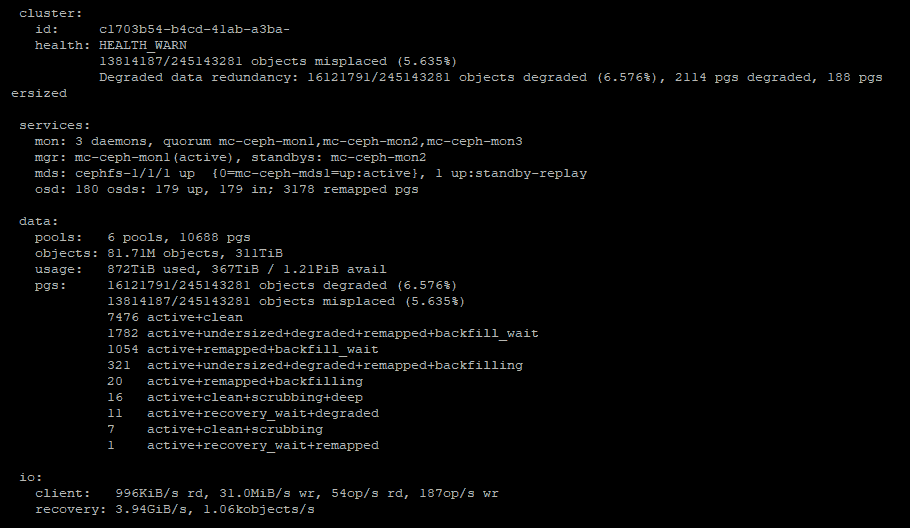 cluster:
id: c1703b54-b4cd-41ab-a3ba-
health: HEALTH_WARN
13814187/245143281 objects misplaced (5.635%)
Degraded data redundancy: 16121791/245143281 objects degraded (6.576%), 2114 pgs degraded, 188 pgs
ersized
services:
mon: 3 daemons, quorum mc-ceph-mon1,mc-ceph-mon2,mc-ceph-mon3
mgr: mc-ceph-mon1(active), standbys: mc-ceph-mon2
mds: cephfs-1/1/1 up  {0=mc-ceph-mds1=up:active}, 1 up:standby-replay
osd: 180 osds: 179 up, 179 in; 3178 remapped pgs
data:
pools:   6 pools, 10688 pgs
objects: 81.71M objects, 311TiB
usage:   872TiB used, 367TiB / 1.21PiB avail
pgs:     16121791/245143281 objects degraded (6.576%)
13814187/245143281 objects misplaced (5.635%)
7476 active+clean
1782 active+undersized+degraded+remapped+backfill_wait
1054 active+remapped+backfill_wait
321  active+undersized+degraded+remapped+backfilling
20   active+remapped+backfilling
16   active+clean+scrubbing+deep
11   active+recovery_wait+degraded
7    active+clean+scrubbing
1    active+recovery_wait+remapped
io:
client:   996KiB/s rd, 31.0MiB/s wr, 54op/s rd, 187op/s wr
recovery: 3.94GiB/s, 1.06kobjects/s